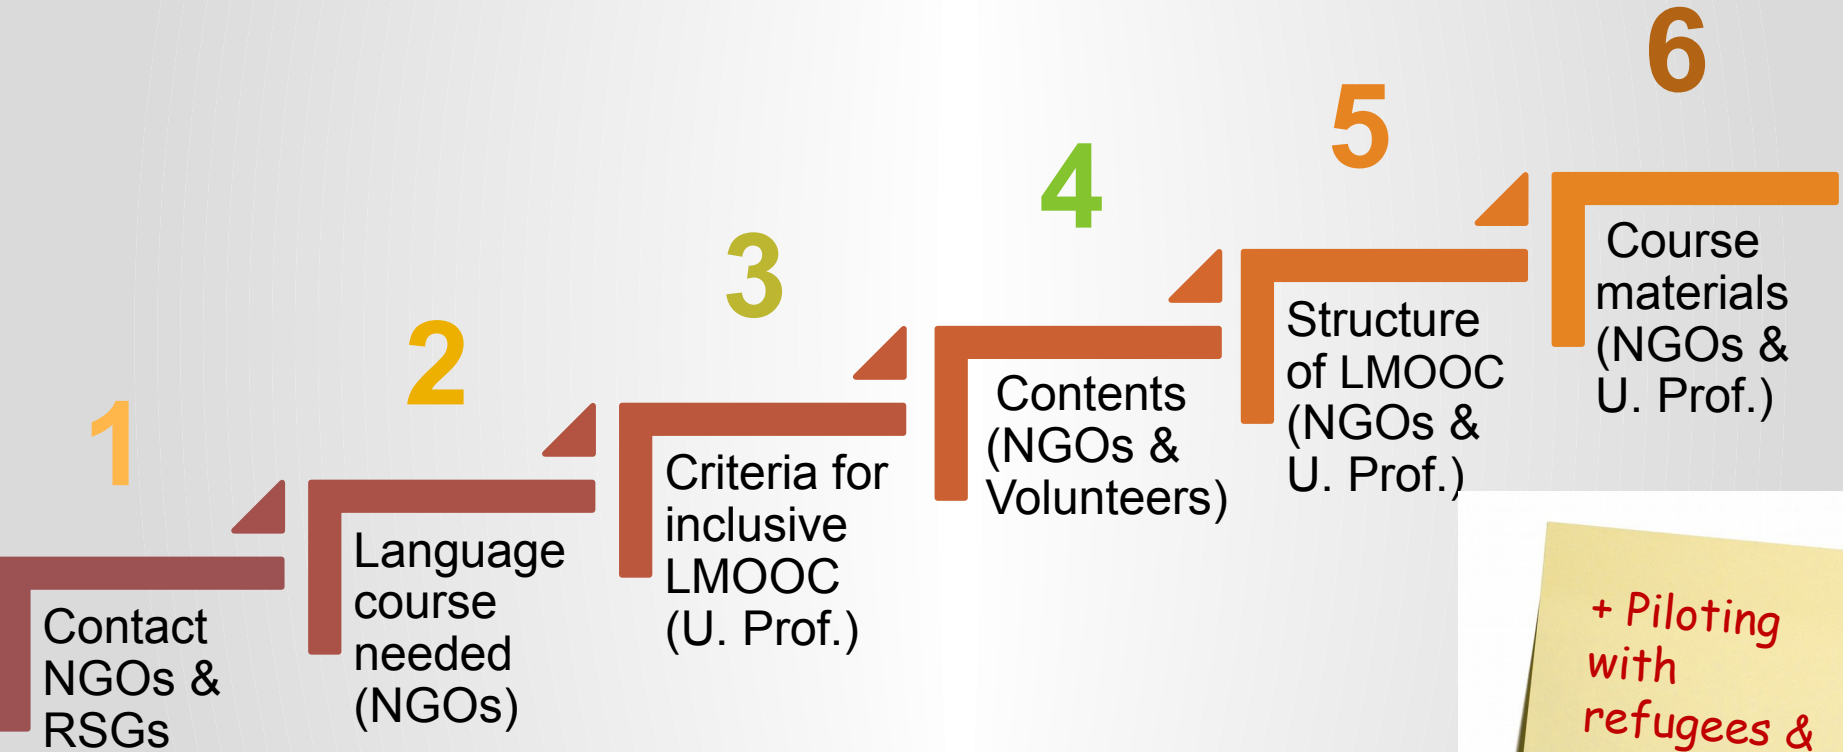 1
Contact
NGOs &
RSGs
2
Language
course
needed
(NGOs)
3
Criteria for
inclusive
LMOOC
(U. Prof.)
4
Contents
(NGOs &
Volunteers)
5
Structure
of LMOOC
(NGOs &
U. Prof.)
6
Course
materials
(NGOs &
U. Prof.)
+ Piloting
with
refugees &